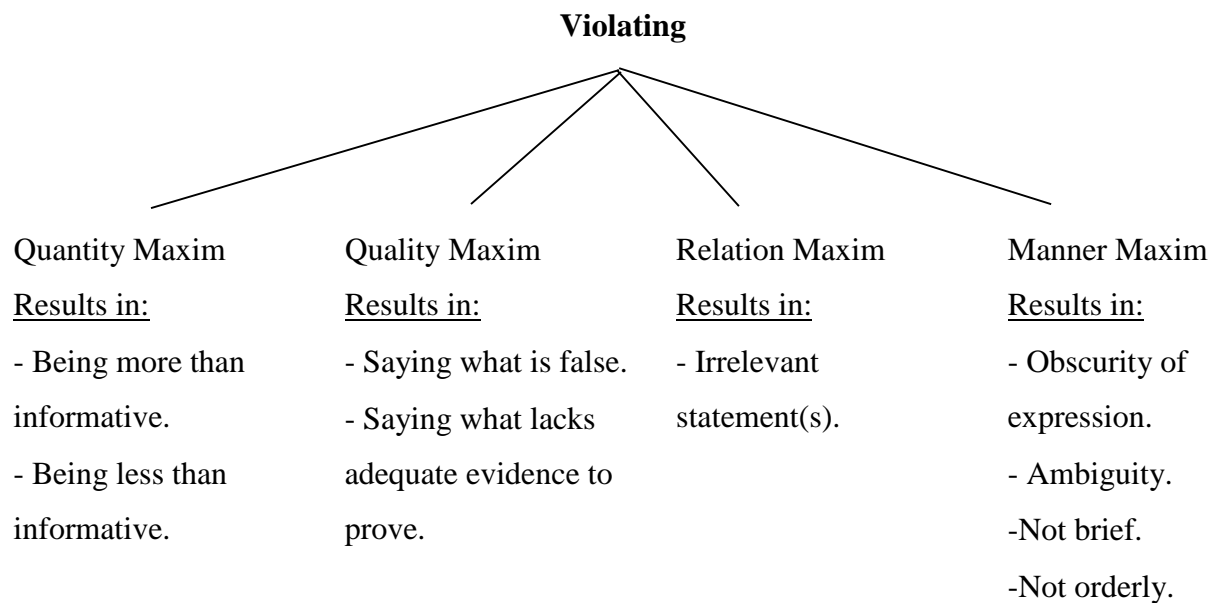 Violating
Quantity Maxim
Results in:
- Being more than
informative.
- Being less than
informative.
Quality Maxim
Results in:
- Saying what is false.
- Saying what lacks
adequate evidence to
prove.
Relation Maxim
Results in:
- Irrelevant
statement(s).
Manner Maxim
Results in:
- Obscurity of
expression.
- Ambiguity.
-Not brief.
-Not orderly.